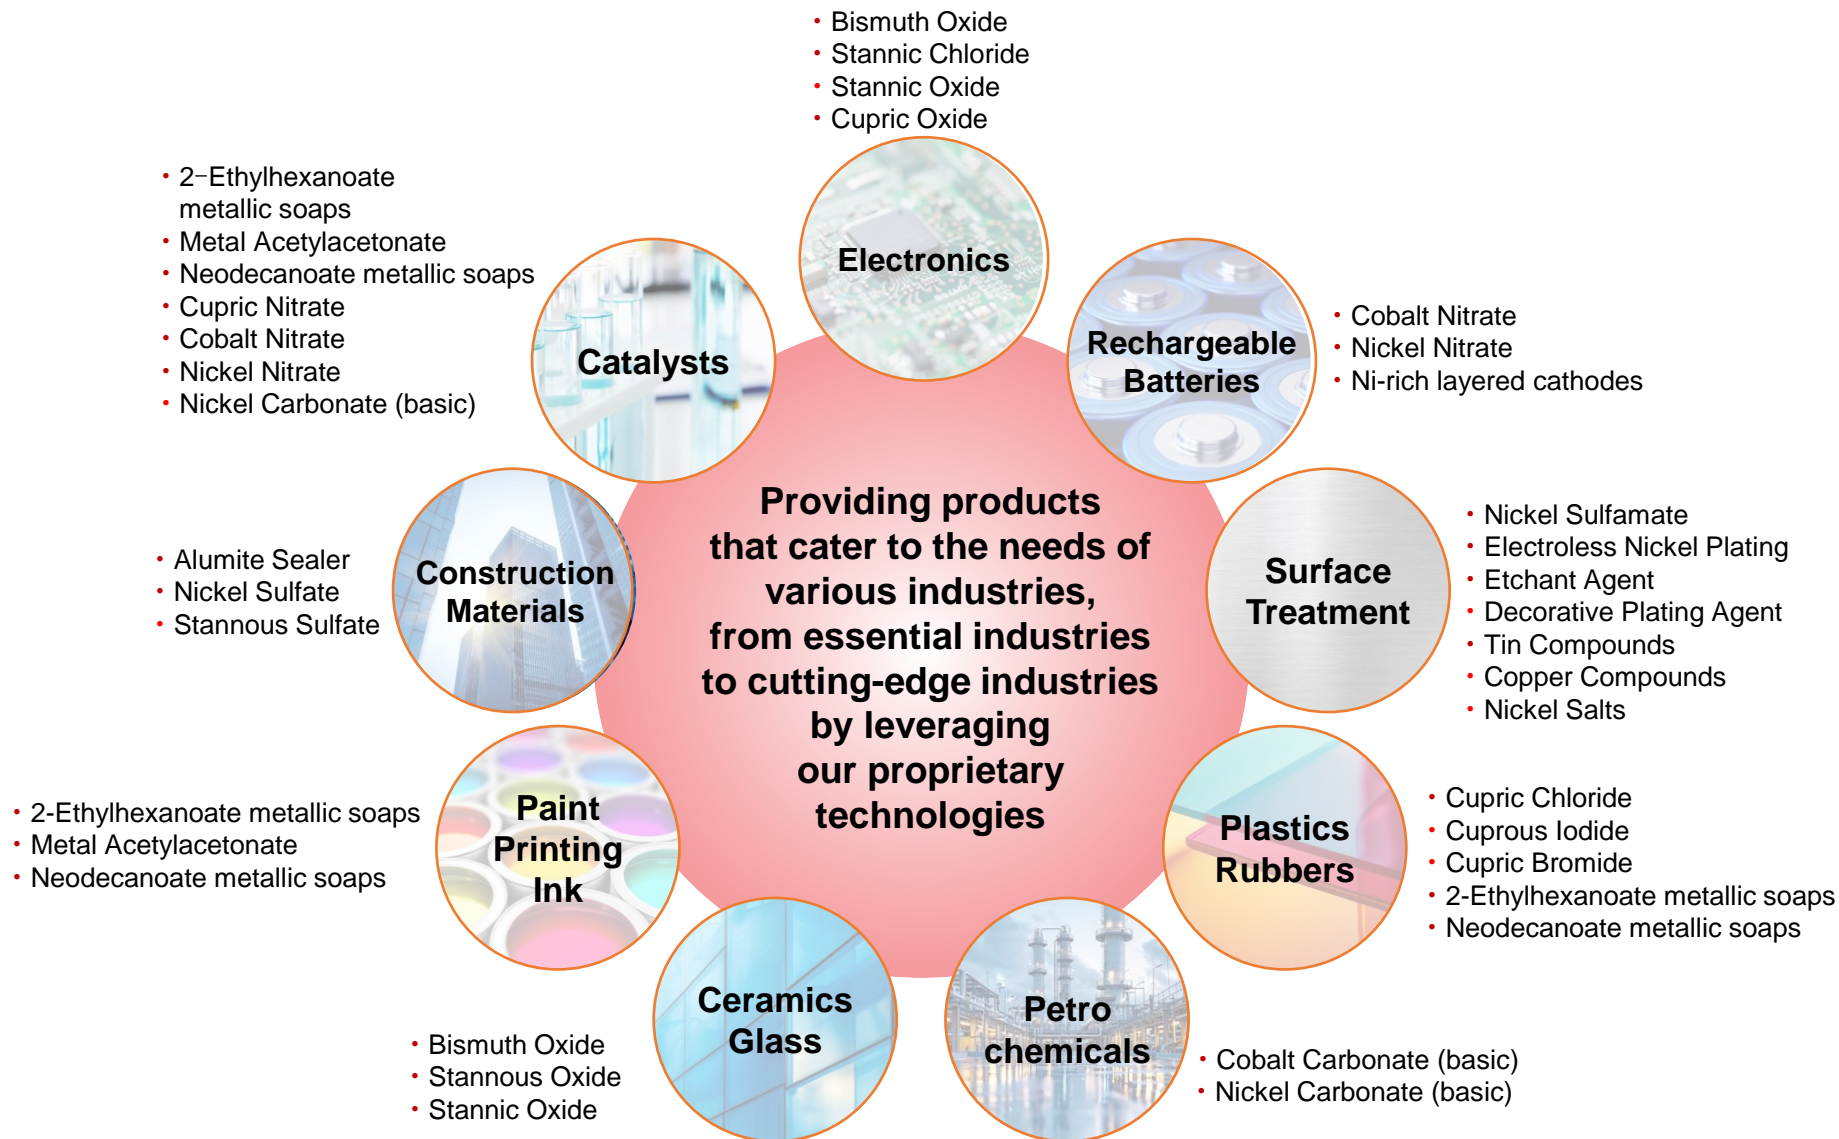 ・Bismuth Oxide
・Stannic Chloride
・Stannic Oxide
・Cupric Oxide
Electronics
・2−Ethylhexanoate
metallic soaps
・Metal Acetylacetonate
・Neodecanoate metallic soaps
・Cupric Nitrate
・Cobalt Nitrate
・Nickel Nitrate
・Nickel Carbonate (basic)
Catalysts
Rechargeable
Batteries
・Cobalt Nitrate
・Nickel Nitrate
・Ni-rich layered cathodes
・Alumite Sealer
・Nickel Sulfate
・Stannous Sulfate
Construction
Materials
Providing products
that cater to the needs of
various industries,
from essential industries
to cutting-edge industries
by leveraging
our proprietary
technologies
Surface
Treatment
・Nickel Sulfamate
・Electroless Nickel Plating
・Etchant Agent
・Decorative Plating Agent
・Tin Compounds
・Copper Compounds
・Nickel Salts
・2-Ethylhexanoate metallic soaps
・Metal Acetylacetonate
・Neodecanoate metallic soaps
Paint
Printing
Ink
Plastics
Rubbers
・Cupric Chloride
・Cuprous Iodide
・Cupric Bromide
・2-Ethylhexanoate metallic soaps
・Neodecanoate metallic soaps
・Bismuth Oxide
・Stannous Oxide
・Stannic Oxide
Ceramics
Glass
Petro
chemicals
・Cobalt Carbonate (basic)
・Nickel Carbonate (basic)